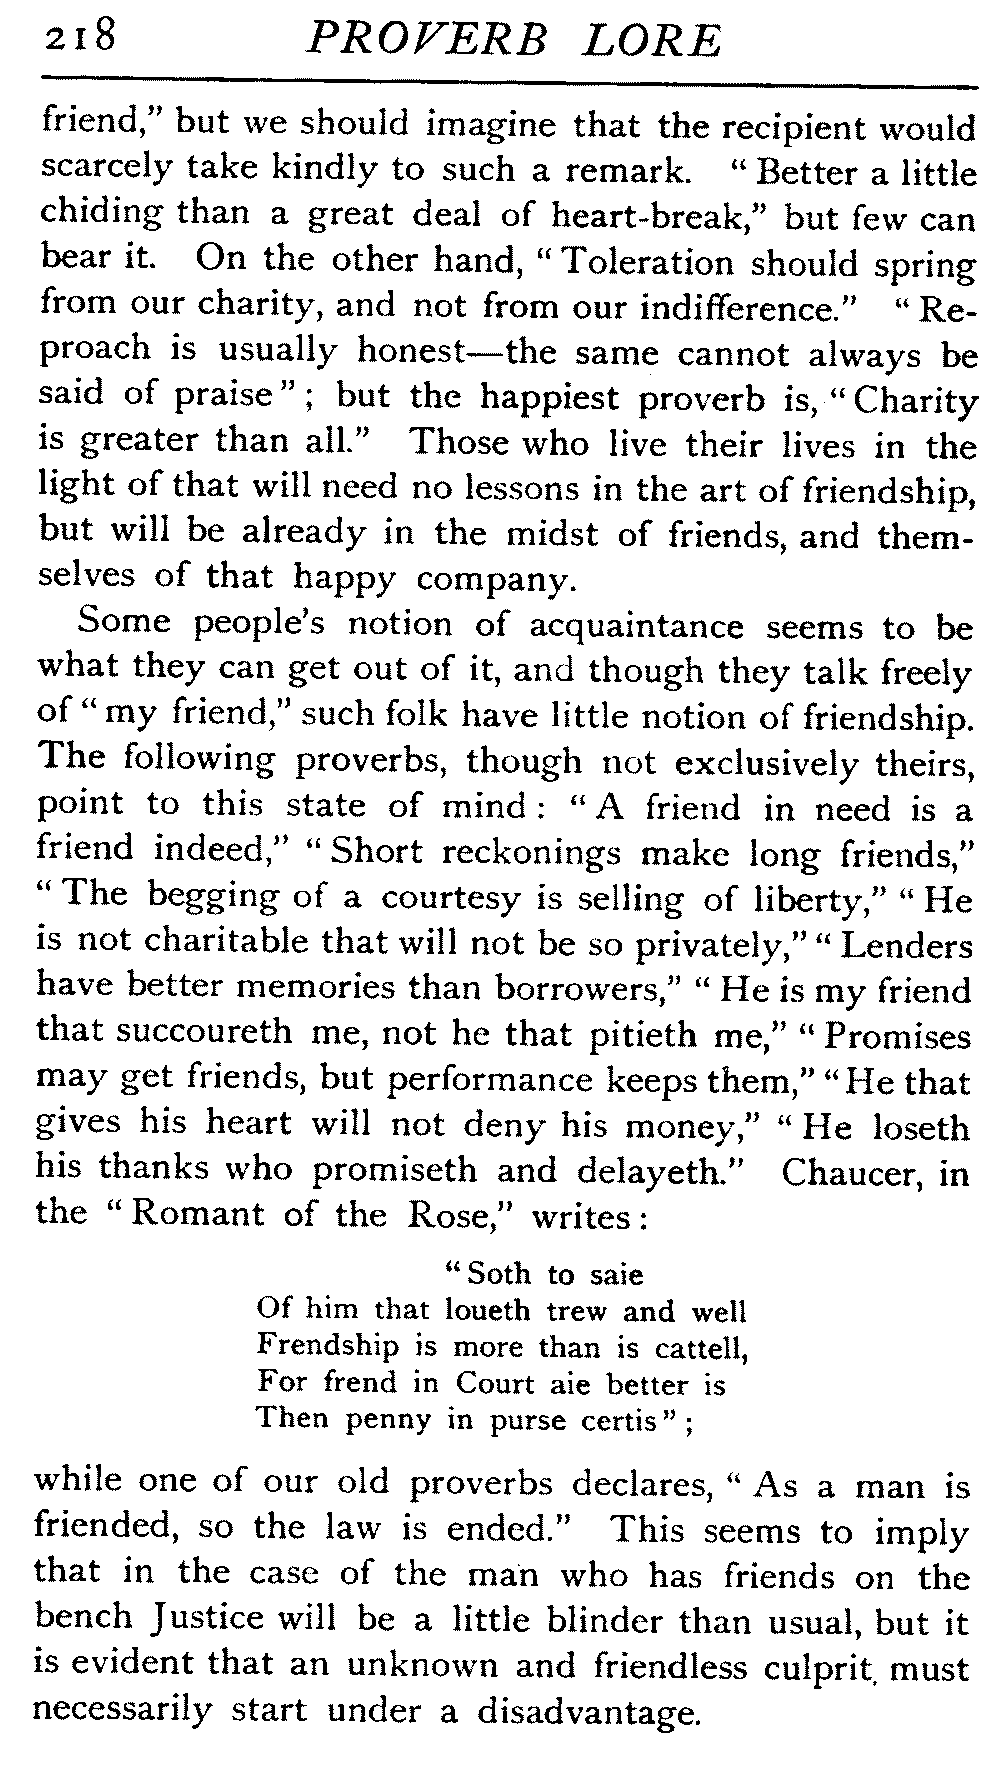 218 PROVERB LORE
friend,” but we should imagine that the recipient would
scarcely take kindly to such a remark. “ Better a little
chiding than a great deal of heart-break,” but few can
bear it. On the other hand, “ Toleration should spring
from our charity, and not from our indifference.” “ Re-
proach is usually honest—the same cannot always be
said of praise ” ; but the happiest proverb is, “ Charity
is greater than all.” Those who live their lives in the
light of that will need no lessons in the art of friendship,
but will be already in the midst of friends, and them-
selves of that happy company.
Some people’s notion of acquaintance seems to be
what they can get out of it, and though they talk freely
of “ my friend,” such folk have little notion of friendship.
The following proverbs, though not exclusively theirs,
point to this state of mind : “ A friend in need is a
friend indeed,” “ Short reckonings make long friends,”
“ The begging of a courtesy is selling of liberty,” “ He
is not charitable that will not be so privately,” “ Lenders
have better memories than borrowers,” “ He is my friend
that succoureth me, not he that pitieth me,” “ Promises
may get friends, but performance keeps them,” “ He that
gives his heart will not deny his money,” “ He loseth
his thanks who promiseth and delayeth.” Chaucer, in
the “ Romant of the Rose,” writes :
“ Soth to saie
Of him that loueth trew and well
Frendship is more than is cattell,
For frend in Court aie better is
Then penny in purse certis ” ;
while one of our old proverbs declares, “ As a man is
friended, so the law is ended.” This seems to imply
that in the case of the man who has friends on the
bench Justice will be a little blinder than usual, but it
is evident that an unknown and friendless culprit, must
necessarily start under a disadvantage.